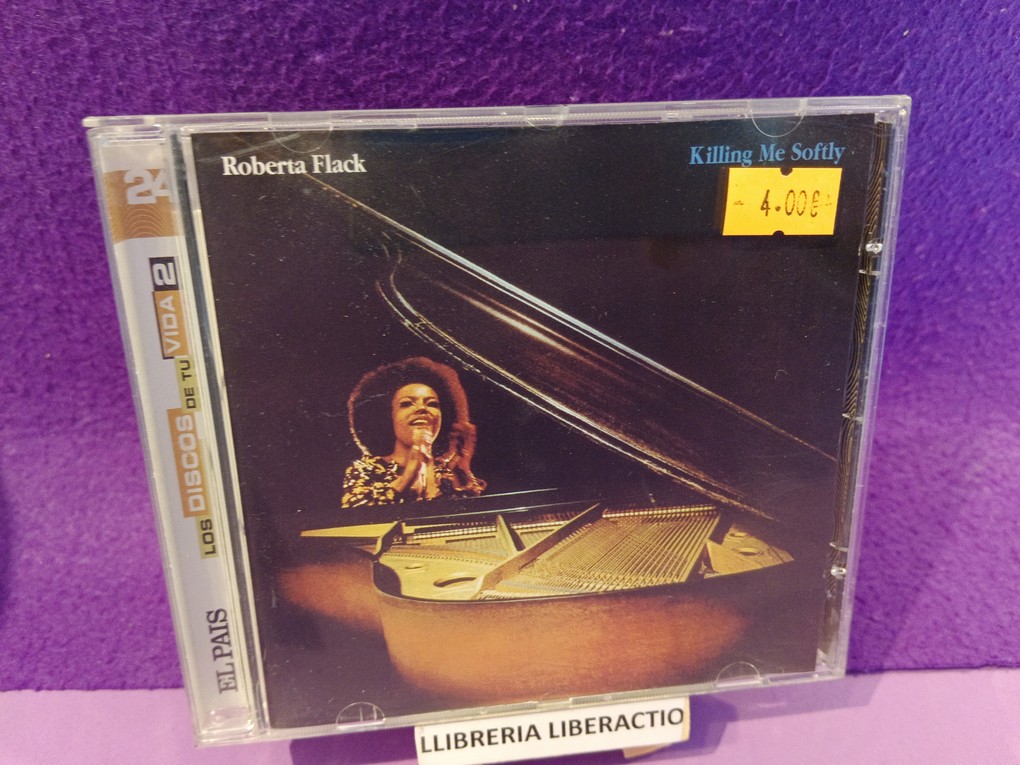 Roberta Flack
Killing Me Softly
4.00€
24
LOS DISCOS DE TU VIDA 2
EL PAIS
LLIBRERIA LIBERACTIO